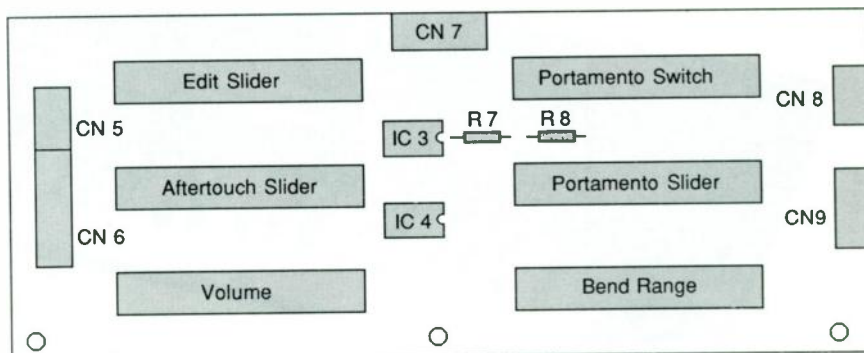 CN 7
Edit Slider
Portamento Switch
CN 8
CN 5
IC 3
R 7
R 8
Aftertouch Slider
Portamento Slider
CN 6
IC 4
CN9
Volume
Bend Range